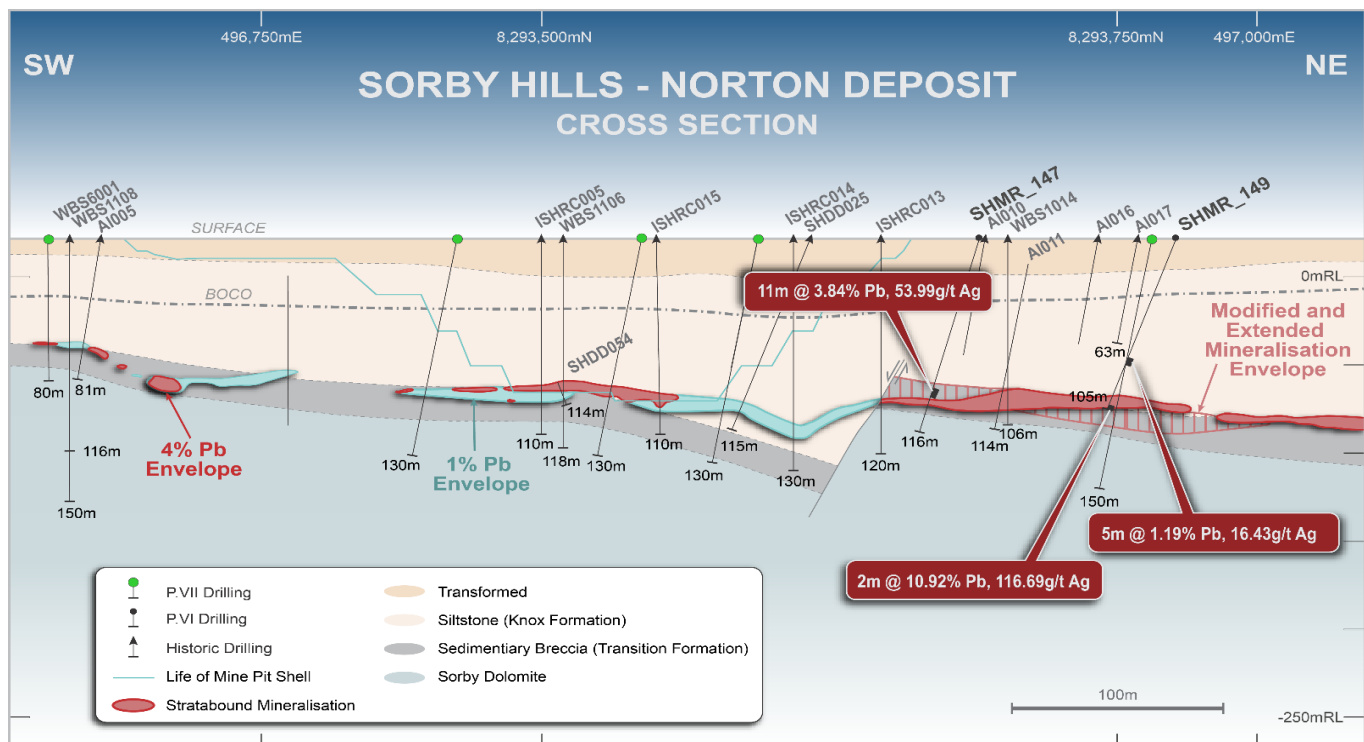 496,750mE
8,293,500mN
8,293,750mN
497,000mE
SW
NE
SORBY HILLS - NORTON DEPOSIT
CROSS SECTION
WBS6001
WBS1108
AI005
ISHRC005
WBS1106
ISHRC015
ISHRC014
SHDD025
ISHRC013
SHMR_147
AI010
WBS1014
AI011
AI016
AI017
SHMR_149
SURFACE
0mRL
BOCO
11m @ 3.84% Pb, 53.99g/t Ag
Modified and
Extended
Mineralisation
Envelope
63m
SHDD054
80m
81m
105m
114m
116m
130m
110m
118m
130m
110m
115m
130m
130m
120m
116m
114m
106m
4% Pb
Envelope
1% Pb
Envelope
150m
150m
5m @ 1.19% Pb, 16.43g/t Ag
2m @ 10.92% Pb, 116.69g/t Ag
P.VII Drilling
P.VI Drilling
Historic Drilling
Life of Mine Pit Shell
Stratabound Mineralisation
Transformed
Siltstone (Knox Formation)
Sedimentiary Breccia (Transition Formation)
Sorby Dolomite
100m
-250mRL